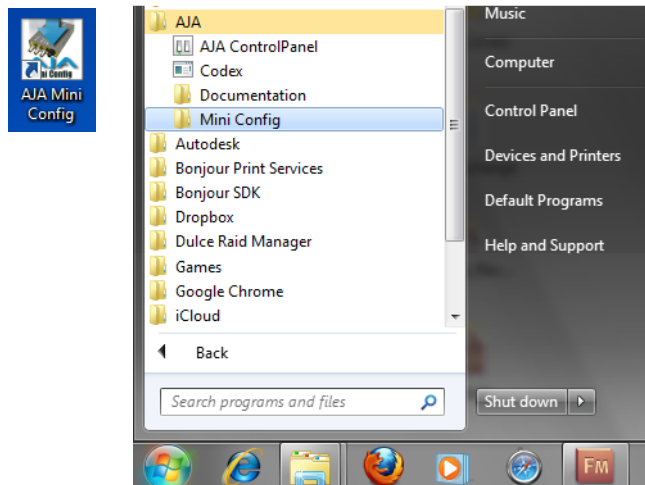 ni Config
AJA Mini
Config
AJA
AJA ControlPanel
Codex
Documentation
Mini Config
Autodesk
Bonjour Print Services
Bonjour SDK
Dropbox
Dulce Raid Manager
Games
Google Chrome
iCloud
Back
Search programs and files
Music
Computer
Control Panel
Devices and Printers
Default Programs
Help and Support
Shut down
FM